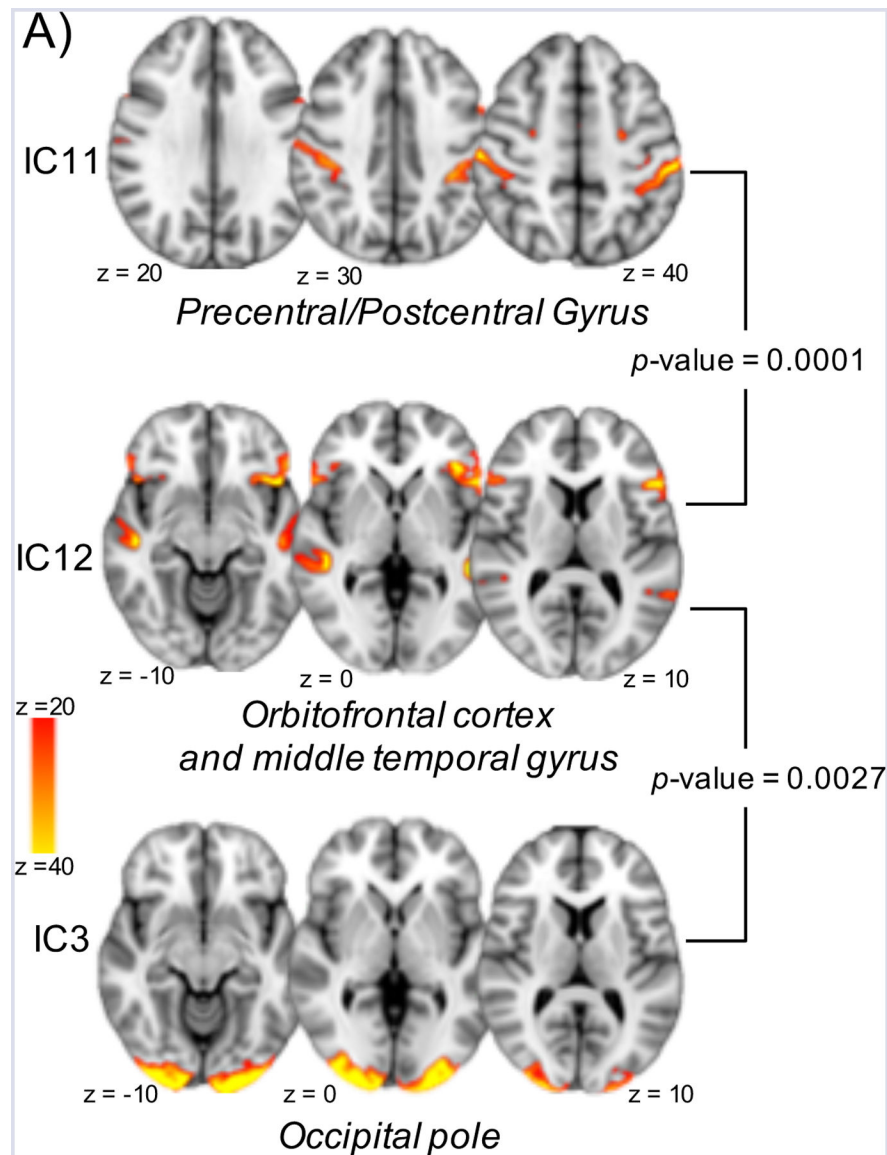 A)
IC11
z = 20
z = 30
z = 40
Precentral/Postcentral Gyrus
p-value = 0.0001
IC12
z = -10
z = 0
z = 10
Orbitofrontal cortex
and middle temporal gyrus
z =20
z =40
p-value = 0.0027
IC3
z = -10
z = 0
z = 10
Occipital pole